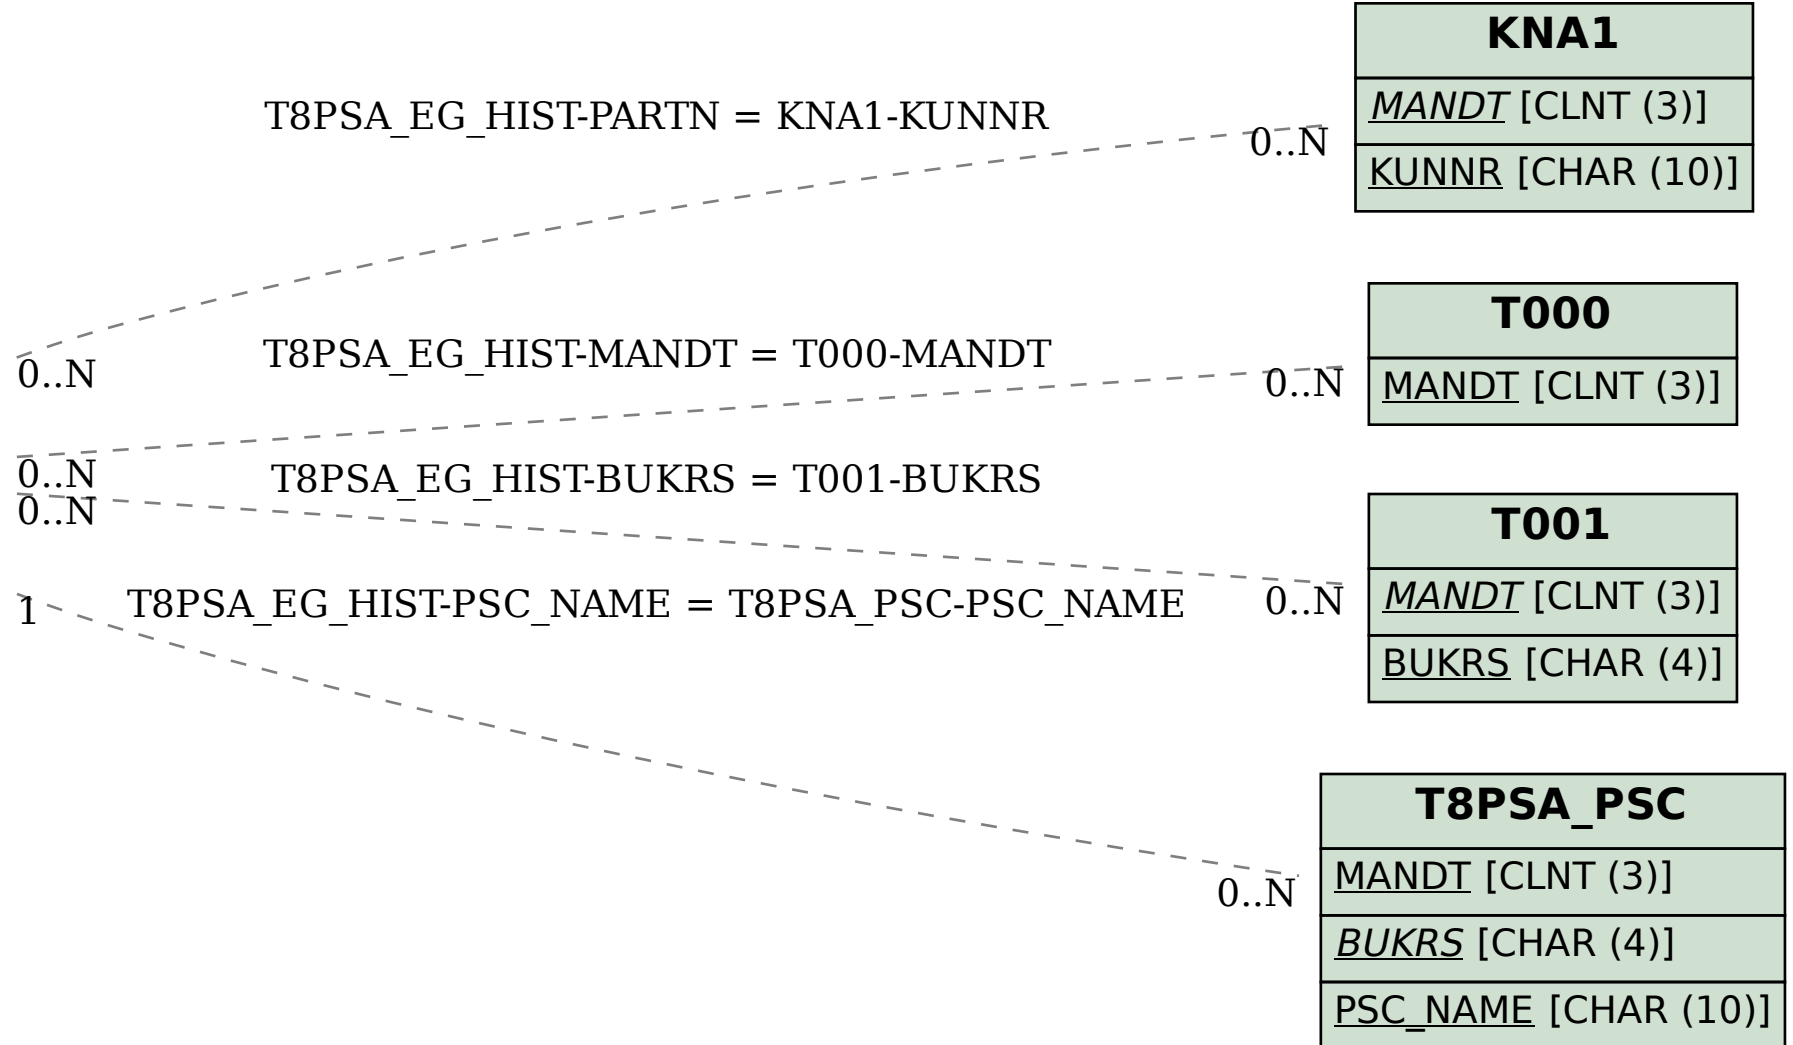 KNA1
MANDT [CLNT (3)]
KUNNR [CHAR (10)]
T8PSA_EG_HIST-PARTN = KNA1-KUNNR
0..N
0..N
T000
MANDT [CLNT (3)]
T8PSA_EG_HIST-MANDT = T000-MANDT
0..N
0..N
T8PSA_EG_HIST-BUKRS = T001-BUKRS
0..N
0..N
T001
MANDT [CLNT (3)]
BUKRS [CHAR (4)]
T8PSA_EG_HIST-PSC_NAME = T8PSA_PSC-PSC_NAME
1
0..N
T8PSA_PSC
MANDT [CLNT (3)]
BUKRS [CHAR (4)]
PSC_NAME [CHAR (10)]